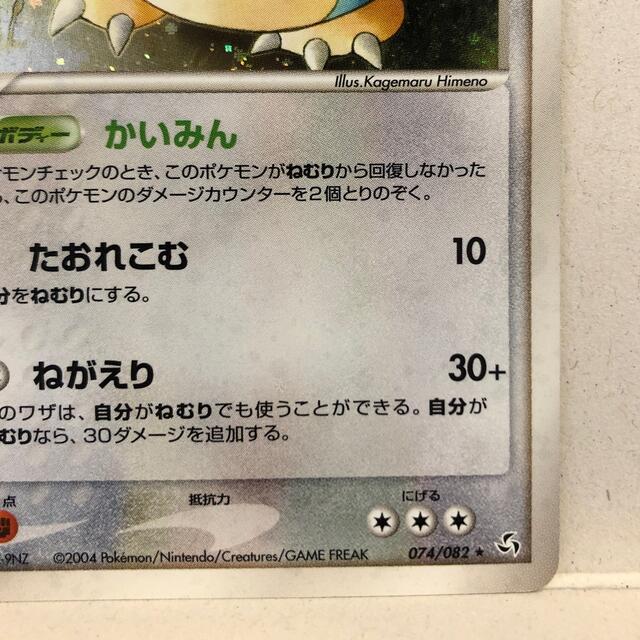 Illus.Kagemaru Himeno
ボディー かいみん
モンチェックのとき、このポケモンがねむりから回復しなかった
、このポケモンのダメージカウンターを2個とりのぞく。
たおれこむ 10
をねむりにする。
ねがえり 30+
のワザは、自分がねむりでも使うことができる。自分が
むりなら、30ダメージを追加する。
点 抵抗力 にげる
-9NZ ©2004 Pokémon/Nintendo/Creatures/GAME FREAK 074/082 ★